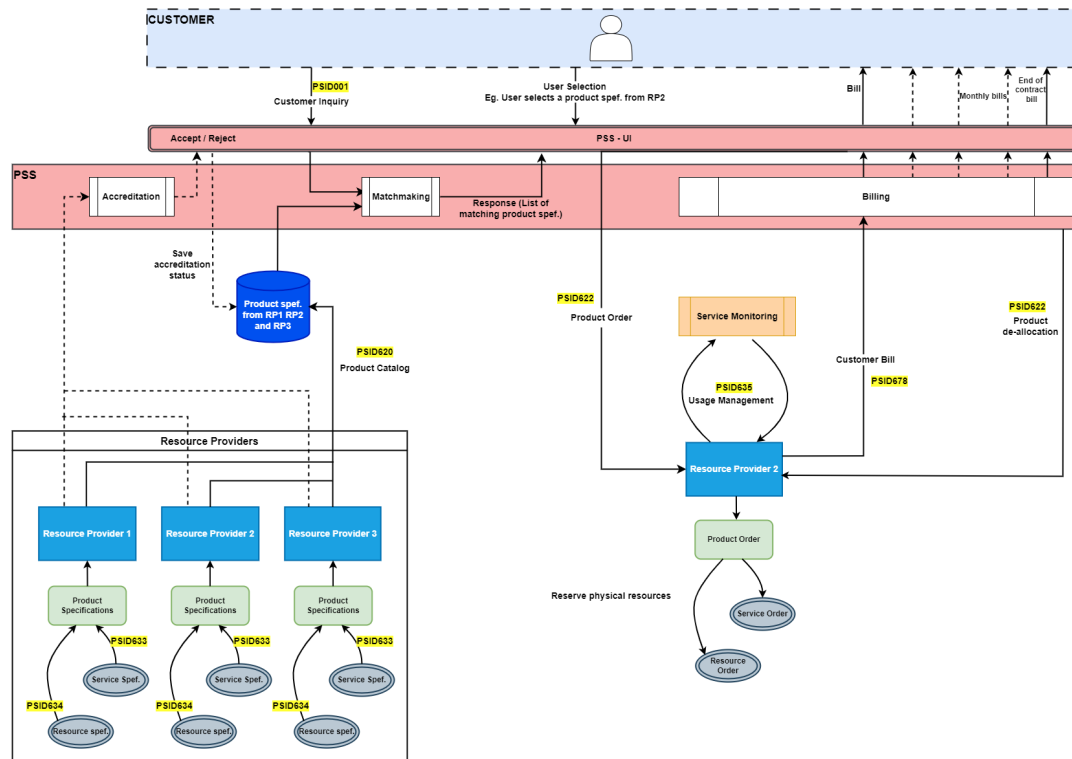 CUSTOMER
PSID001
Customer Inquiry
User Selection
Eg. User selects a product spef. from RP2
Bill
Monthly bills
End of
contract
bill
Accept / Reject
PSS - UI
PSS
Accreditation
Matchmaking
Response (List of
matching product spef.)
Billing
Save
accreditation
status
Product spef.
from RP1 RP2
and RP3
PSID622
Product Order
Service Monitoring
PSID622
Product
de-allocation
PSID620
Product Catalog
Customer Bill
PSID678
PSID635
Usage Management
Resource Providers
Resource Provider 2
Resource Provider 1
Resource Provider 2
Resource Provider 3
Product Order
Product
Specifications
Product
Specifications
Product
Specifications
Reserve physical resources
Service Order
PSID633
PSID633
PSID633
Resource
Order
Service Spef.
Service Spef.
Service Spef.
PSID634
PSID634
PSID634
Resource spef.
Resource spef.
Resource spef.